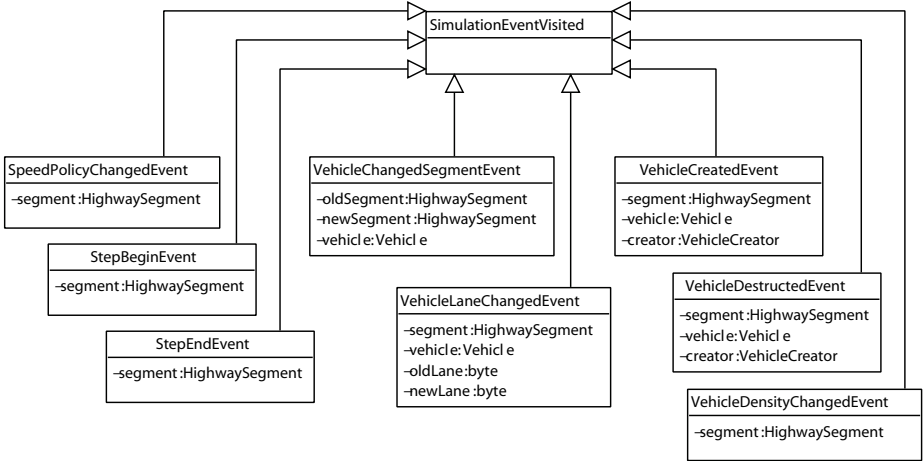 SimulationEventVisited
SpeedPolicyChangedEvent
-segment:HighwaySegment
VehicleChangedSegmentEvent
-oldSegment:HighwaySegment
-newSegment:HighwaySegment
-vehicle:Vehicle
VehicleCreatedEvent
-segment:HighwaySegment
-vehicle:Vehicle
-creator:VehicleCreator
StepBeginEvent
-segment:HighwaySegment
VehicleLaneChangedEvent
-segment:HighwaySegment
-vehicle:Vehicle
-oldLane:byte
-newLane:byte
VehicleDestructedEvent
-segment:HighwaySegment
-vehicle:Vehicle
-creator:VehicleCreator
StepEndEvent
-segment:HighwaySegment
VehicleDensityChangedEvent
-segment:HighwaySegment